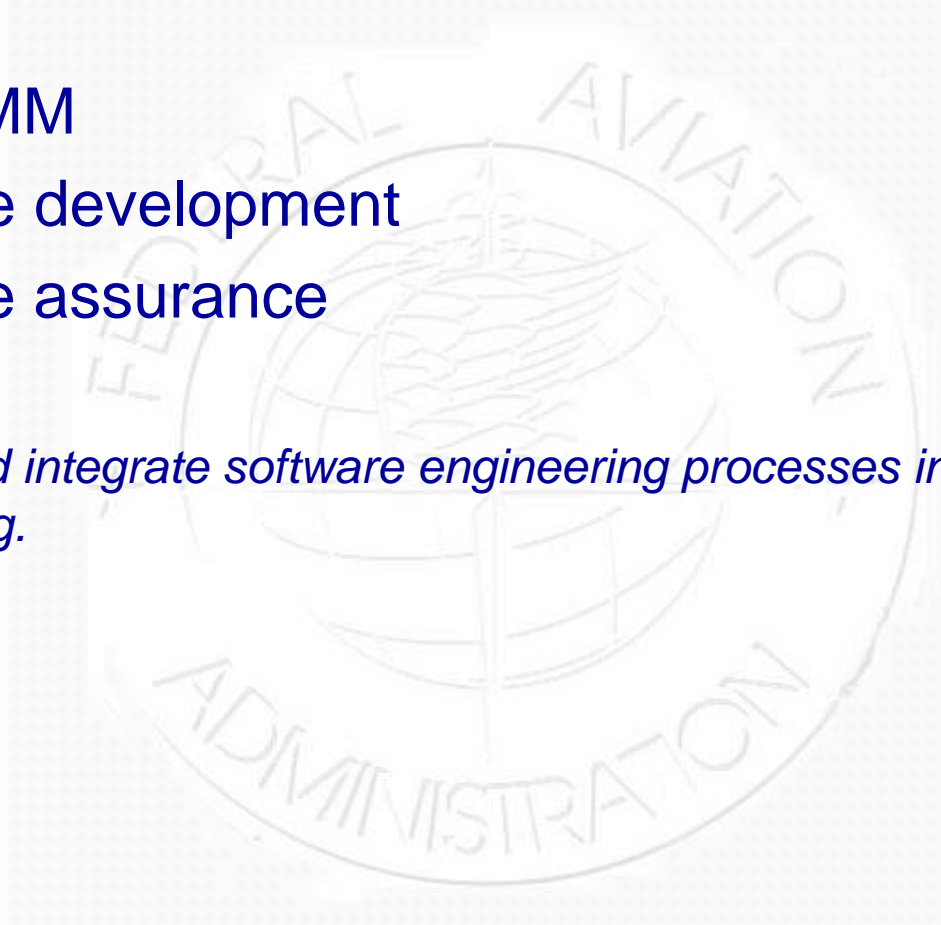 MM
e development
e assurance
d integrate software engineering processes in
g.
FEDERAL AVIATION
ADMINISTRATION